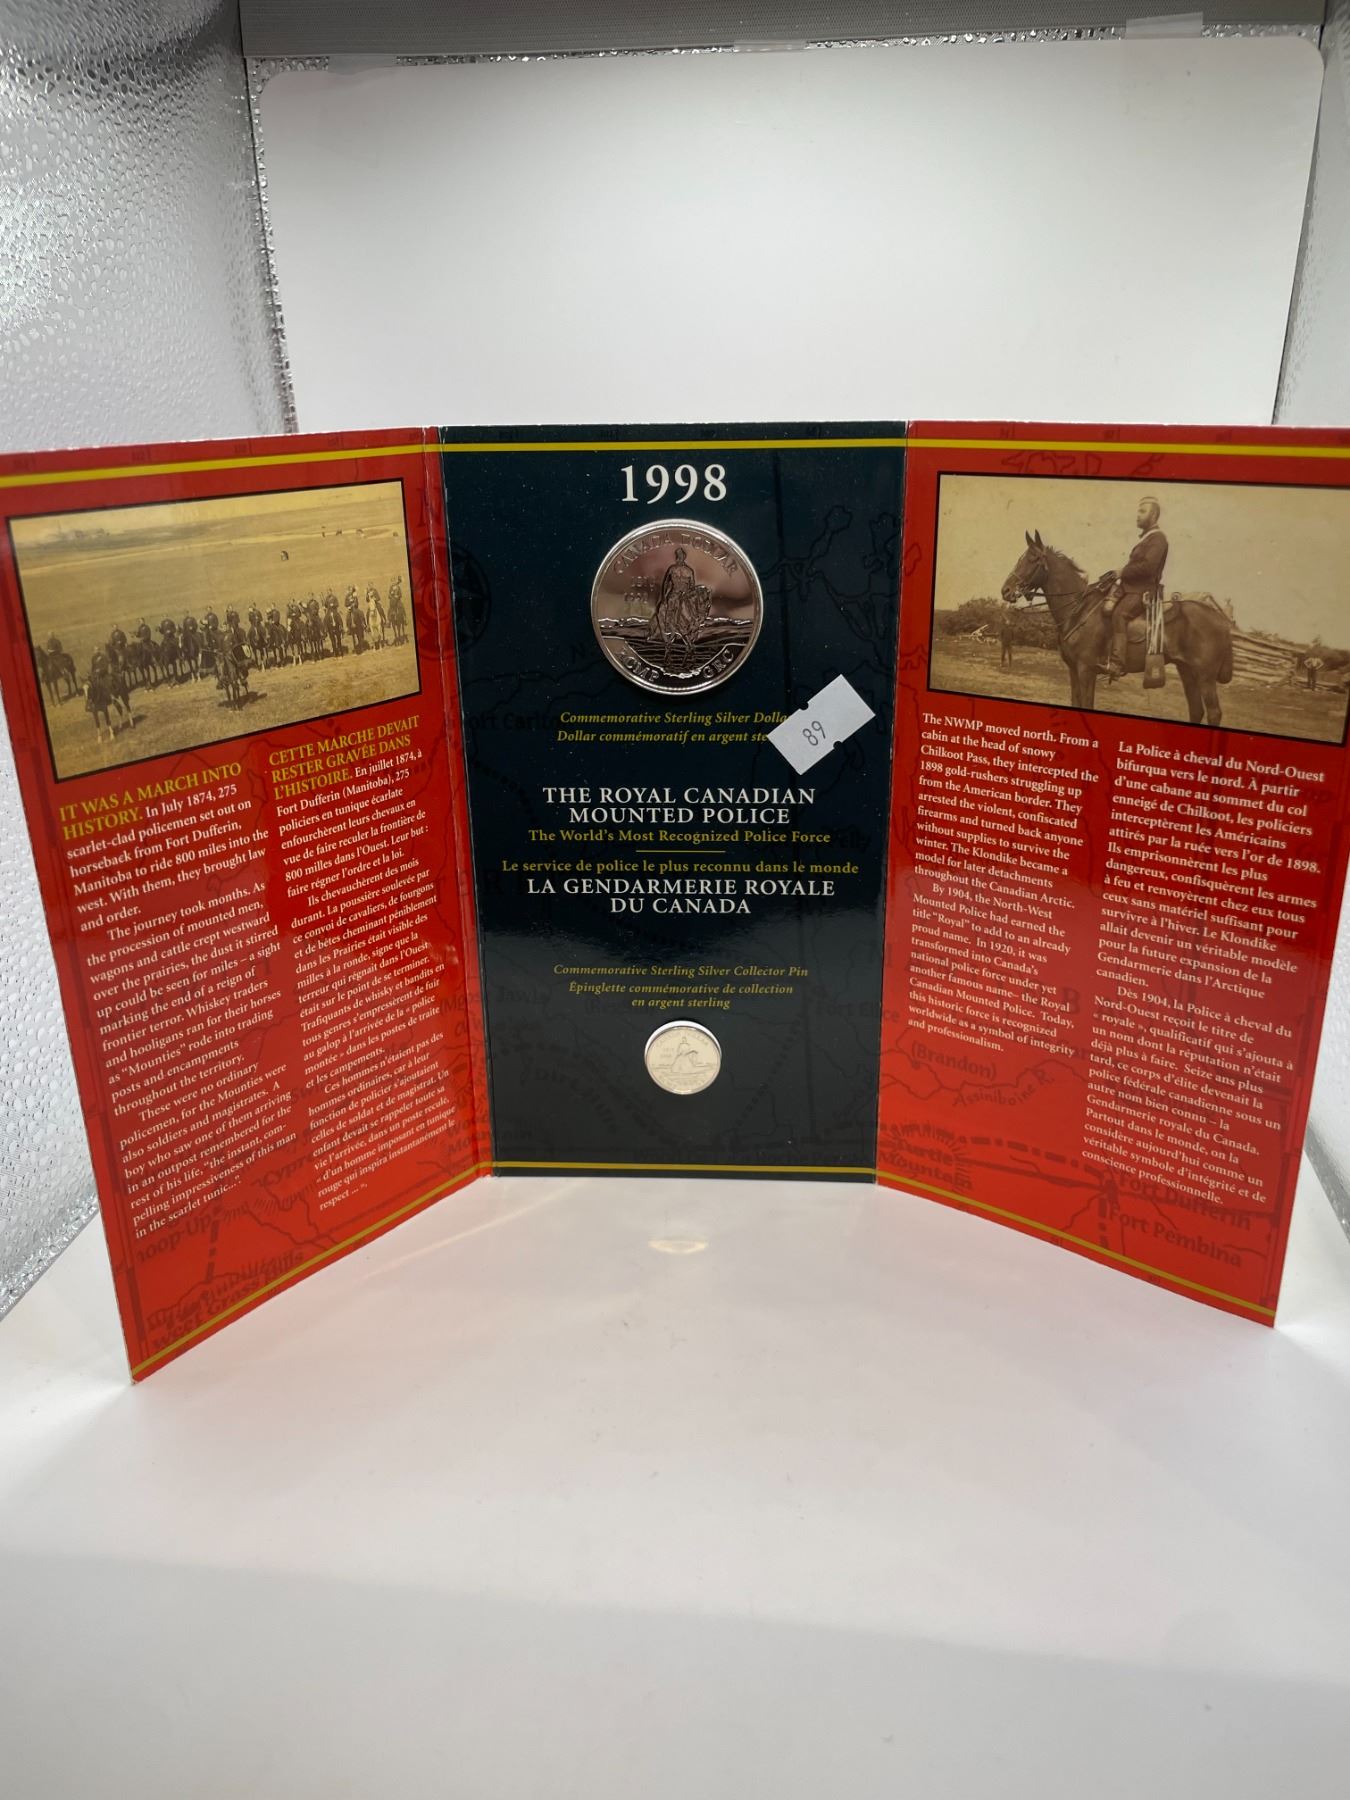 IT WAS A MARCH INTO
HISTORY. In July 1874, 275
scarlet-clad policemen set out on
horseback from Fort Dufferin,
Manitoba to ride 800 miles into the
west. With them, they brought law
and order.
The journey took months. As
the procession of mounted men,
wagons and cattle crept westward
over the prairies, the dust it stirred
up could be seen for miles – a sight
marking the end of a reign of
frontier terror. Whiskey traders
and hooligans ran for their horses
as "Mounties" rode into trading
posts and encampments
throughout the territory.
These were no ordinary
policemen, for the Mounties were
also soldiers and magistrates. A
boy who saw one of them arriving
in an outpost remembered for the
rest of his life "the instant, com-
pelling impressiveness of this man
in the scarlet tunic...".
CETTE MARCHE DEVAIT
RESTER GRAVÉE DANS
L'HISTOIRE. En juillet 1874, à
Fort Dufferin (Manitoba), 275
policiers en tunique écarlate
enfourchèrent leurs chevaux en
vue de faire reculer la frontière de
800 milles dans l'Ouest. Leur but :
faire régner l'ordre et la loi.
Ils chevauchèrent des mois
durant. La poussière soulevée par
ce convoi de cavaliers, de fourgons
et de bêtes cheminant péniblement
dans les Prairies était visible des
milles à la ronde, signe que la
terreur qui régnait dans l'Ouest
était sur le point de se terminer.
Trafiquants de whisky et bandits en
tous genres s'empressent de fuir
au galop à l'arrivée de la « police
montée » dans les postes de traite
et les campements.
Ces hommes n'étaient pas des
hommes ordinaires, car à leur
fonction de policier s'ajoutaient
celles de soldat et de magistrat. Un
enfant devait se rappeler toute sa
vie l'arrivée, dans un poste reculé,
« d'un homme imposant en tunique
rouge qui inspira instantanément le
respect ... ».
1998
CANADA DOLLAR
RCMP GRC
Commemorative Sterling Silver Dolla
Dollar commémoratif en argent ste
89
THE ROYAL CANADIAN
MOUNTED POLICE
The World's Most Recognized Police Force
Le service de police le plus reconnu dans le monde
LA GENDARMERIE ROYALE
DU CANADA
Commemorative Sterling Silver Collector Pin
Épinglette commémorative de collection
en argent sterling
The NWMP moved north. From a
cabin at the head of snowy
Chilkoot Pass, they intercepted the
1898 gold-rushers struggling up
from the American border. They
arrested the violent, confiscated
firearms and turned back anyone
without supplies to survive the
winter. The Klondike became a
model for later detachments
throughout the Canadian Arctic.
By 1904, the North-West
Mounted Police had earned the
title "Royal" to add to an already
proud name. In 1920, it was
transformed into Canada's
national police force under yet
another famous name– the Royal
Canadian Mounted Police. Today,
this historic force is recognized
worldwide as a symbol of integrity
and professionalism.
La Police à cheval du Nord-Ouest
bifurqua vers le nord. À partir
d'une cabane au sommet du col
enneigé de Chilkoot, les policiers
interceptèrent les Américains
attirés par la ruée vers l'or de 1898.
Ils emprisonnèrent les plus
dangereux, confisquèrent les armes
à feu et renvoyèrent chez eux tous
ceux sans matériel suffisant pour
survivre à l'hiver. Le Klondike
allait devenir un véritable modèle
pour la future expansion de la
Gendarmerie dans l'Arctique
canadien.
Dès 1904, la Police à cheval du
Nord-Ouest reçoit le titre de
« royale », qualificatif qui s'ajouta à
un nom dont la réputation n'était
déjà plus à faire. Seize ans plus
tard, ce corps d'élite devenait la
police fédérale canadienne sous un
autre nom bien connu – la
Gendarmerie royale du Canada.
Partout dans le monde, on la
considère aujourd'hui comme un
véritable symbole d'intégrité et de
conscience professionnelle.
(Brandon)
Assiniboine R.
Turtle
Mountain
Fort Dufferin
Fort Pembina
Fort Ellice
hoop-Up
Sweet Grass Hills